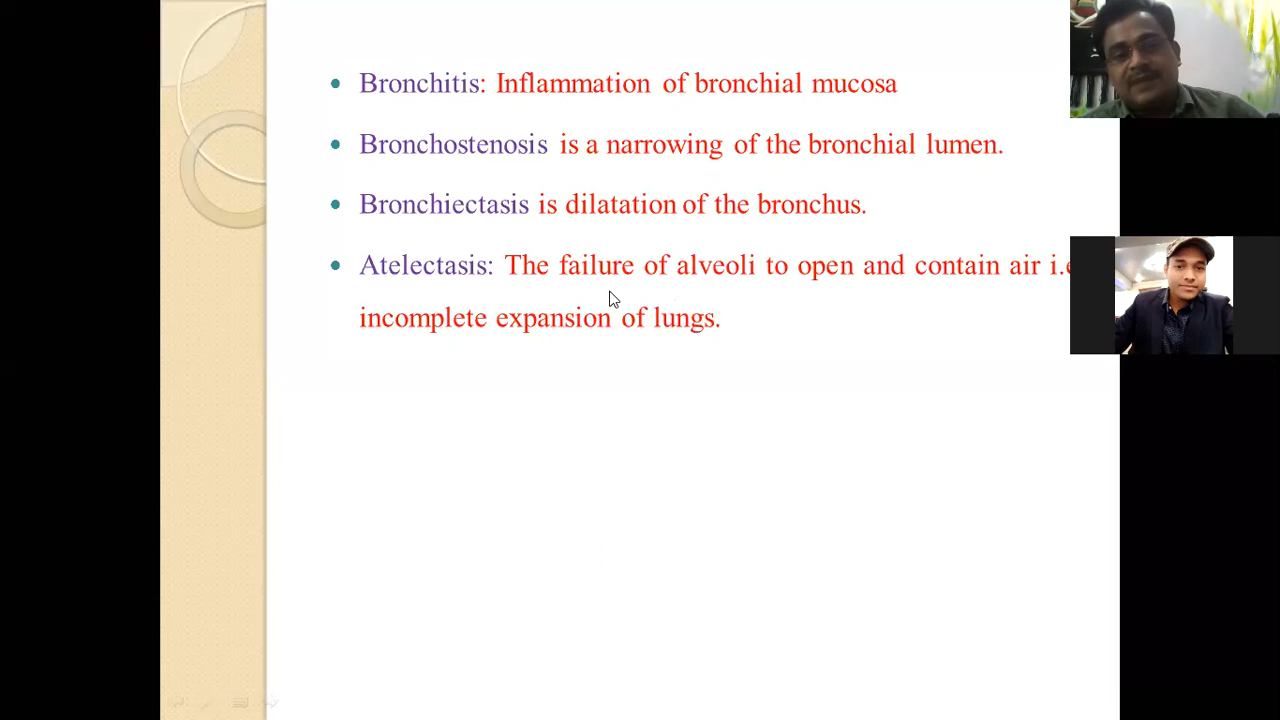 Bronchitis: Inflammation of bronchial mucosa
Bronchostenosis is a narrowing of the bronchial lumen.
Bronchiectasis is dilatation of the bronchus.
Atelectasis: The failure of alveoli to open and contain air i.e
incomplete expansion of lungs.